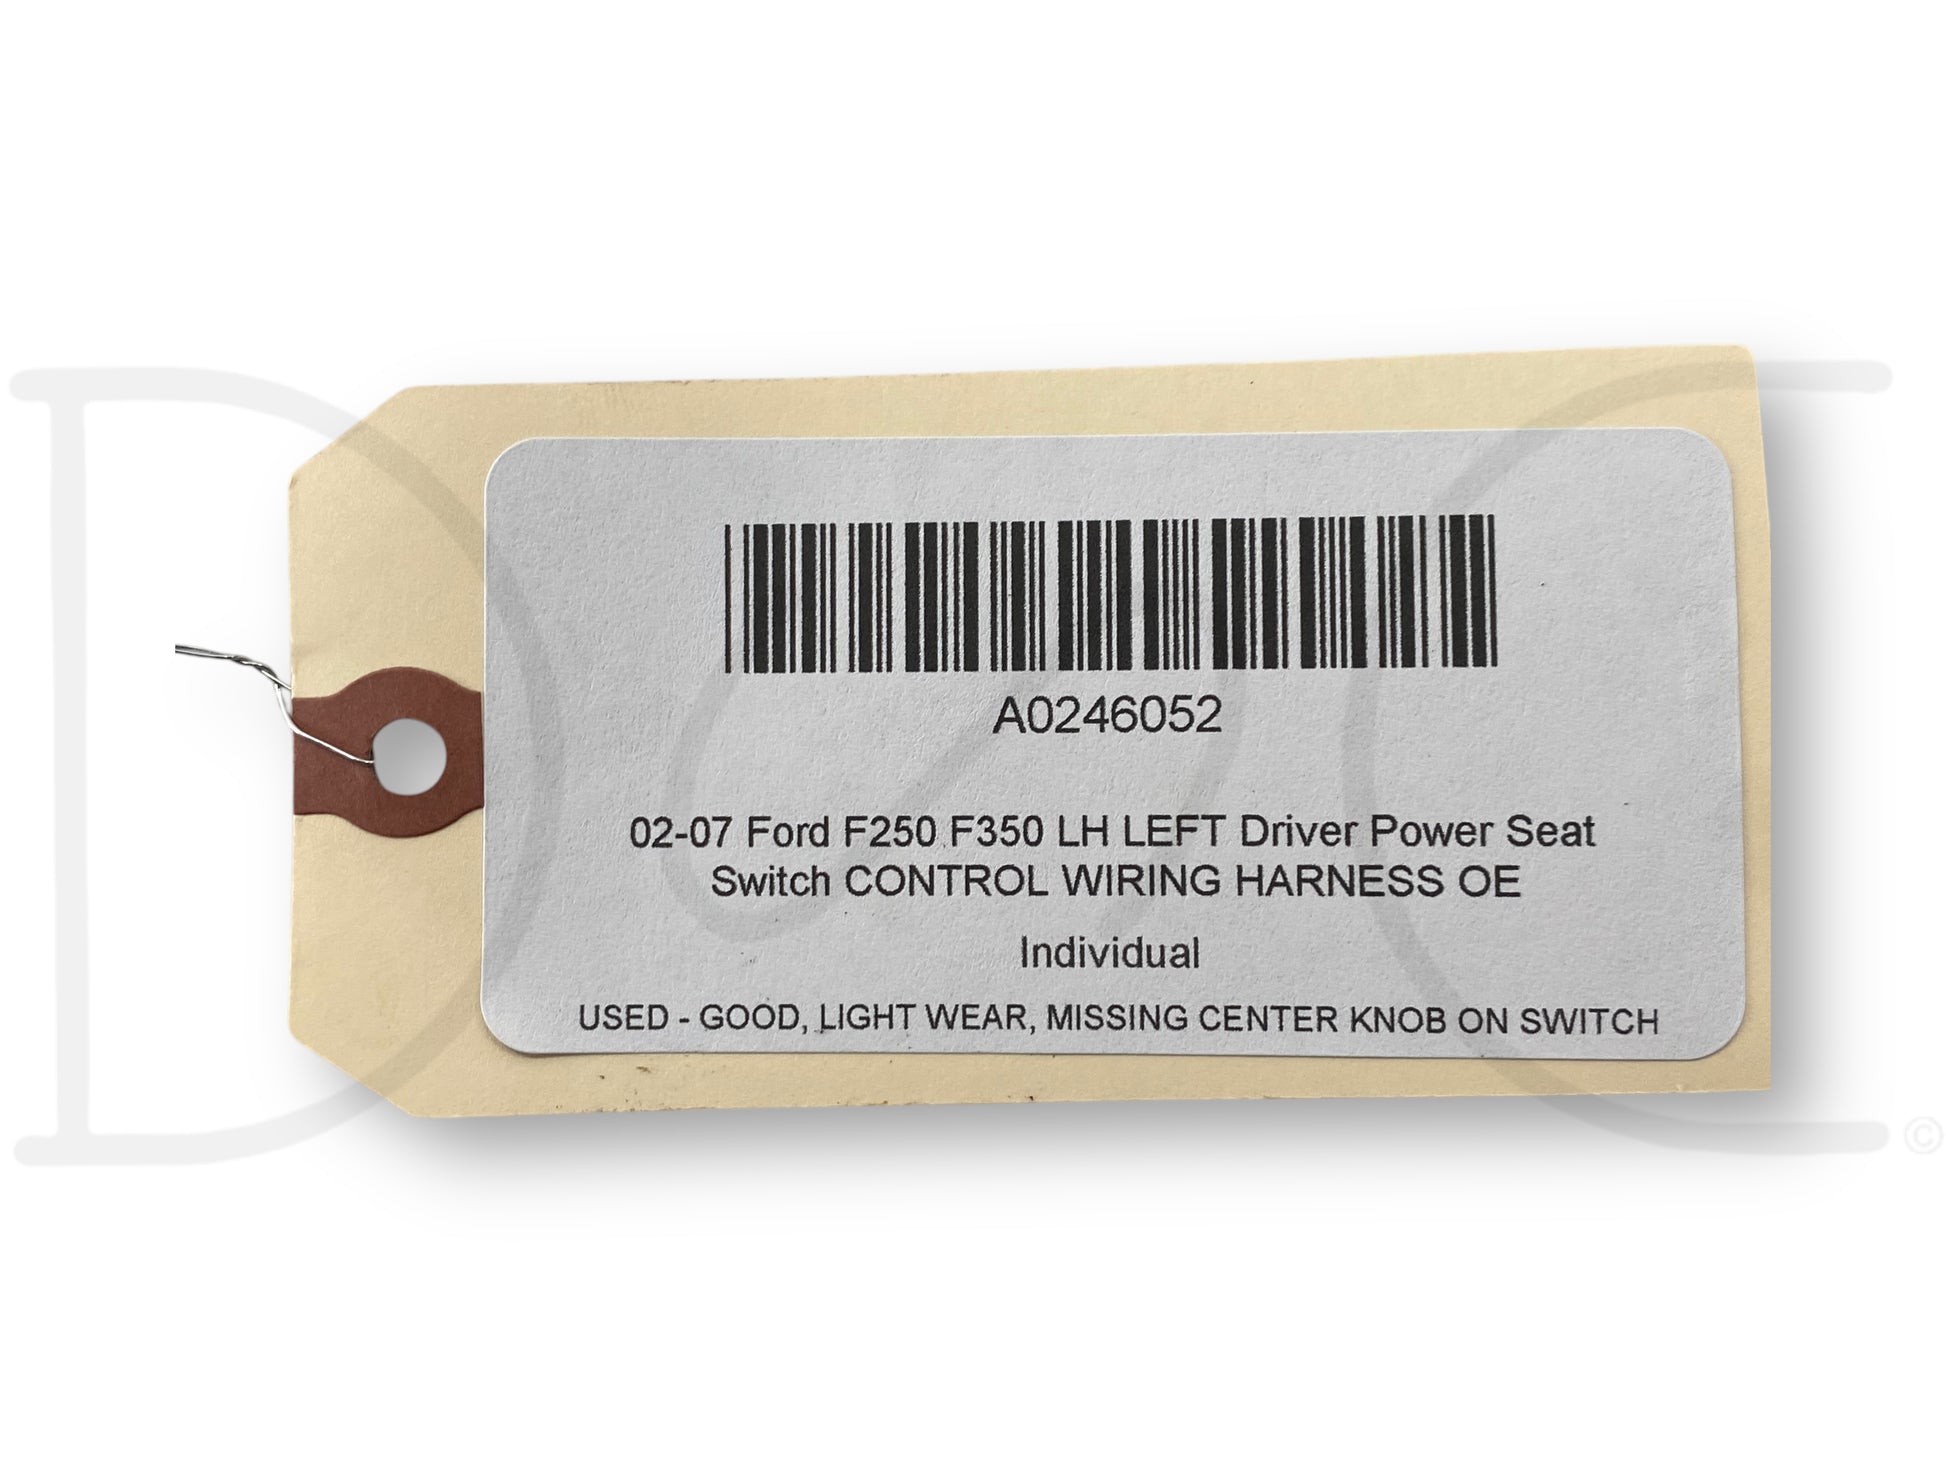 A0246052
02-07 Ford F250 F350 LH LEFT Driver Power Seat
Switch CONTROL WIRING HARNESS OE
Individual
USED - GOOD, LIGHT WEAR, MISSING CENTER KNOB ON SWITCH
©